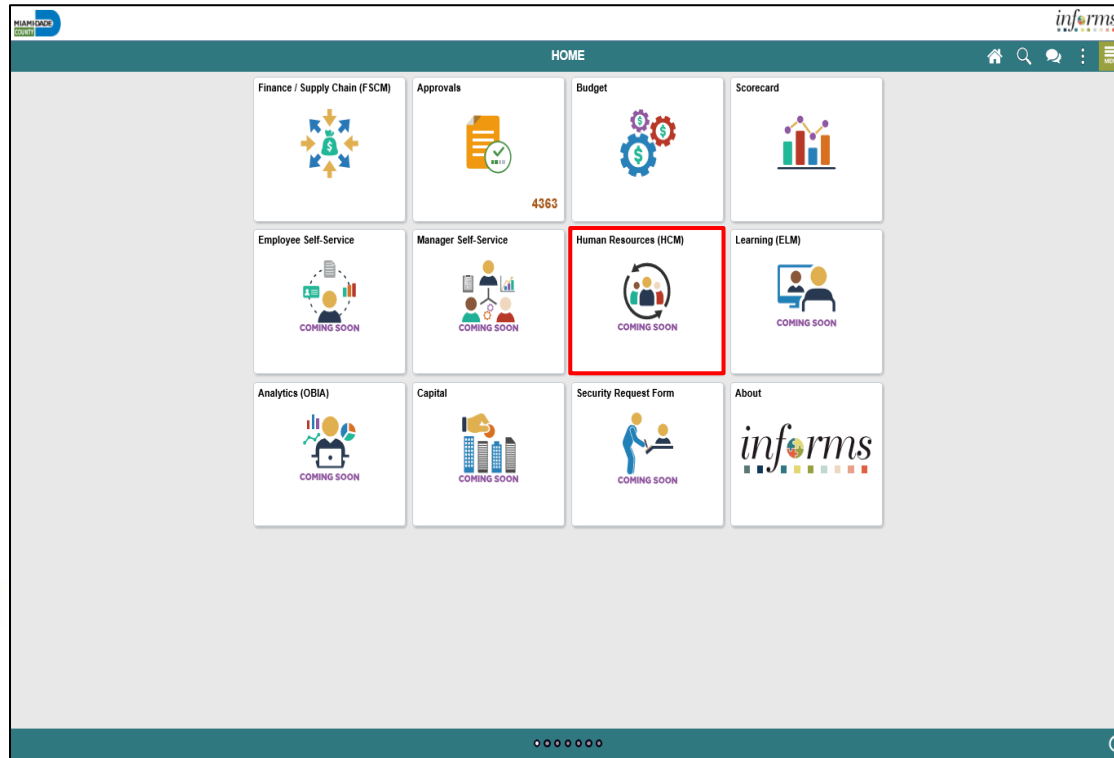 MIAMI-DADE
COUNTY
informs
HOME
Finance / Supply Chain (FSCM)
Approvals
4363
Budget
Scorecard
Employee Self-Service
COMING SOON
Manager Self-Service
COMING SOON
Human Resources (HCM)
COMING SOON
Learning (ELM)
COMING SOON
Analytics (OBIA)
COMING SOON
Capital
COMING SOON
Security Request Form
COMING SOON
About
informs